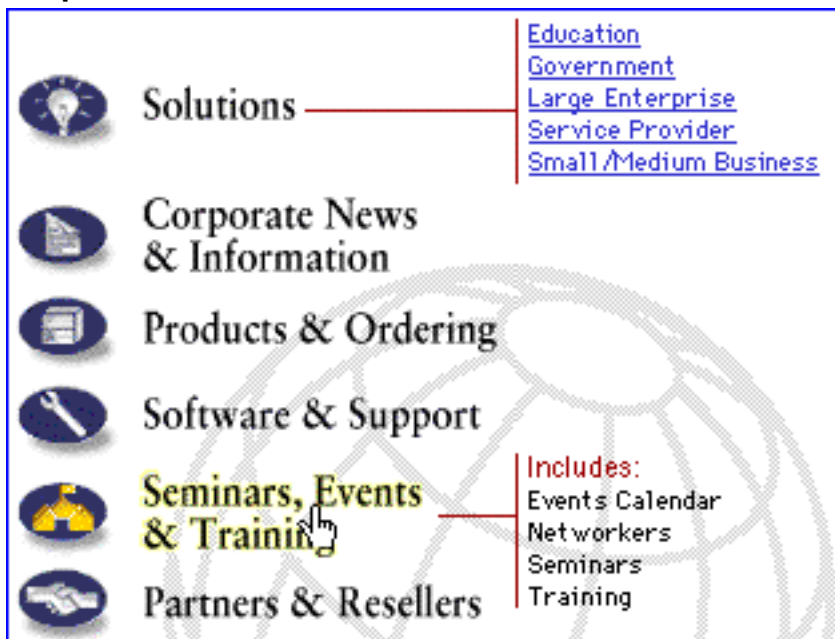 Solutions
Education
Government
Large Enterprise
Service Provider
Small/Medium Business
Corporate News
& Information
Products & Ordering
Software & Support
Seminars, Events
& Training
Includes:
Events Calendar
Networkers
Seminars
Training
Partners & Resellers